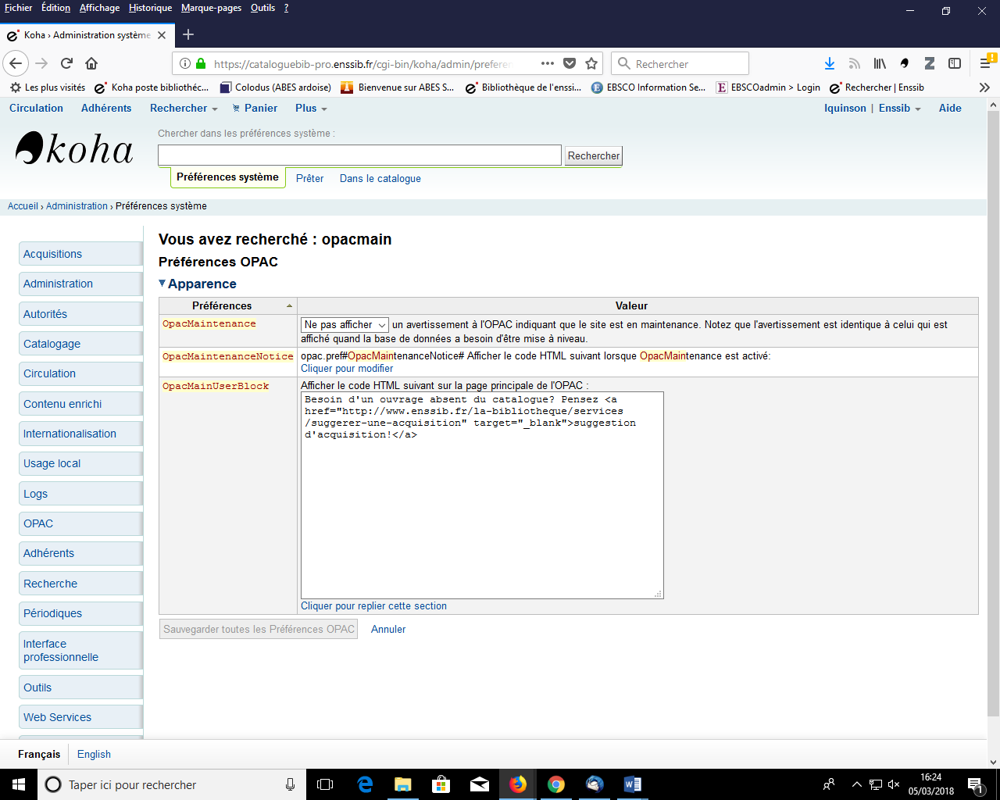 Fichier Édition Affichage Historique Marque-pages Outils ?
Koha › Administration système
https://cataloguebib-pro.enssib.fr/cgi-bin/koha/admin/preferen
Rechercher
Les plus visités Koha poste bibliothéc... Colodus (ABES ardoise) Bienvenue sur ABES S... Bibliothèque de l'enssi... EBSCO Information Se... EBSCOadmin > Login Rechercher | Enssib
Circulation Adhérents Rechercher Panier Plus lquinson | Enssib Aide
koha
Chercher dans les préférences système :
Rechercher
Préférences système Prêter Dans le catalogue
Accueil › Administration › Préférences système
Acquisitions
Administration
Autorités
Catalogage
Circulation
Contenu enrichi
Internationalisation
Usage local
Logs
OPAC
Adhérents
Recherche
Périodiques
Interface
professionnelle
Outils
Web Services
Vous avez recherché : opacmain
Préférences OPAC
Apparence
Préférences Valeur
OpacMaintenance Ne pas afficher un avertissement à l'OPAC indiquant que le site est en maintenance. Notez que l'avertissement est identique à celui qui est
affiché quand la base de données a besoin d'être mise à niveau.
OpacMaintenanceNotice opac.pref#OpacMaintenanceNotice# Afficher le code HTML suivant lorsque OpacMaintenance est activé:
Cliquer pour modifier
OpacMainUserBlock Afficher le code HTML suivant sur la page principale de l'OPAC :
Besoin d'un ouvrage absent du catalogue? Pensez <a
href="http://www.enssib.fr/la-bibliotheque/services
/suggerer-une-acquisition" target="_blank">suggestion
d'acquisition!</a>
Cliquer pour replier cette section
Sauvegarder toutes les Préférences OPAC Annuler
Français English
Taper ici pour rechercher
16:24
05/03/2018
1